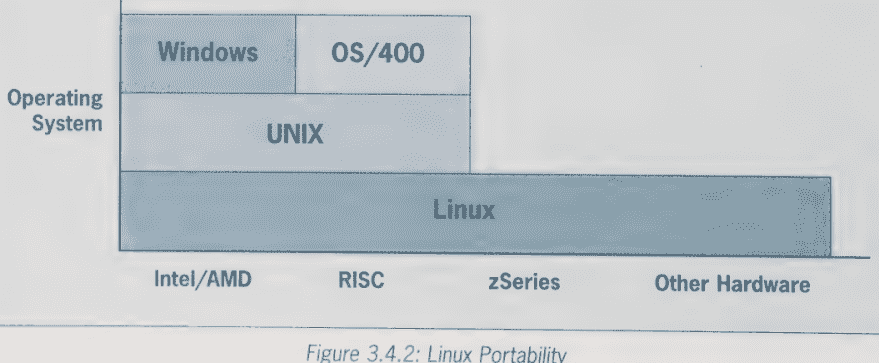 Windows OS/400
Operating
System
UNIX
Linux
Intel/AMD RISC zSeries Other Hardware
Figure 3.4.2: Linux Portability